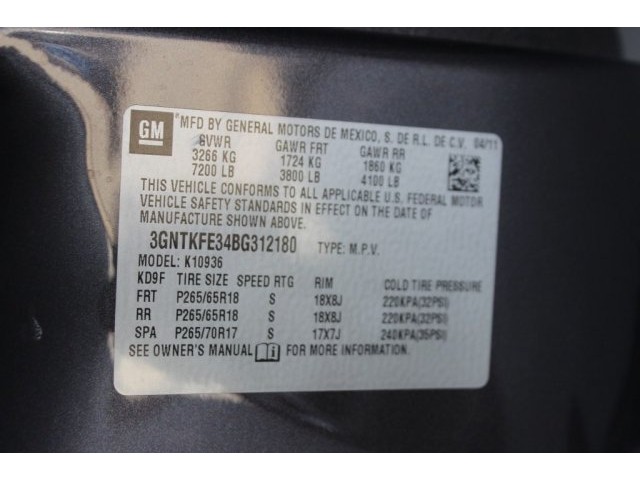 GM MFD BY GENERAL MOTORS DE MEXICO, S. DE R.L. DE C.V. 04/11
GVWR GAWR FRT GAWR RR
3266 KG 1724 KG 1860 KG
7200 LB 3800 LB 4100 LB
THIS VEHICLE CONFORMS TO ALL APPLICABLE U.S. FEDERAL MOTOR
VEHICLE SAFETY STANDARDS IN EFFECT ON THE DATE OF
MANUFACTURE SHOWN ABOVE.
3GNTKFE34BG312180 TYPE: M.P.V.
MODEL: K10936
KD9F TIRE SIZE SPEED RTG RIM COLD TIRE PRESSURE
FRT P265/65R18 S 18X8J 220KPA(32PSI)
RR P265/65R18 S 18X8J 220KPA(32PSI)
SPA P265/70R17 S 17X7J 240KPA(35PSI)
SEE OWNER'S MANUAL FOR MORE INFORMATION.